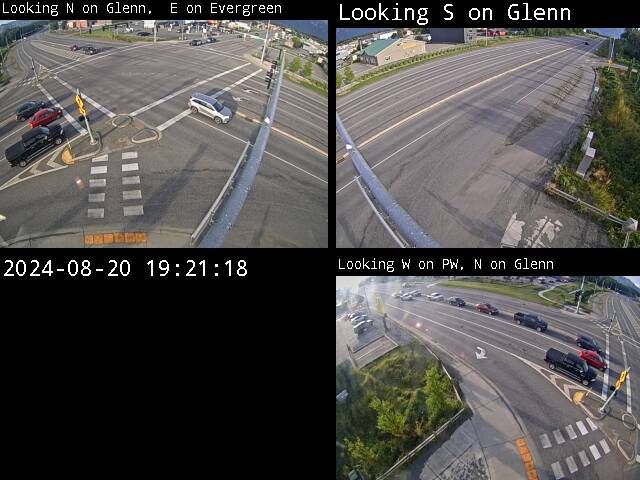 Looking N on Glenn, E on Evergreen
Looking S on Glenn
2024-08-20 19:21:18
Looking W on PW, N on Glenn